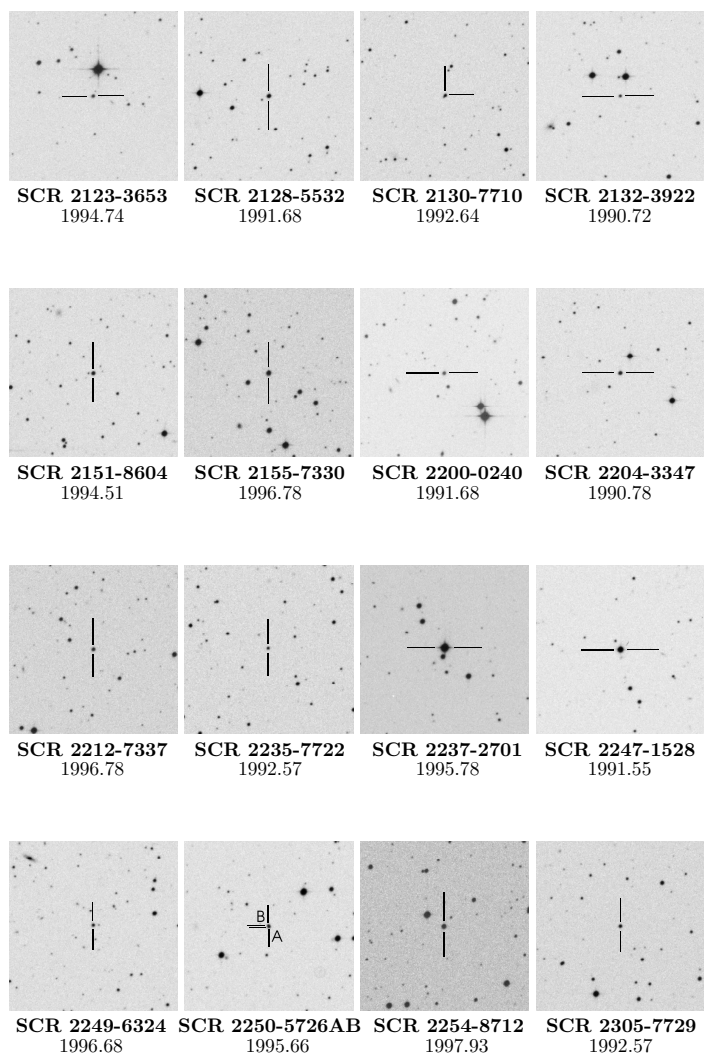 SCR 2123-3653 SCR 2128-5532 SCR 2130-7710 SCR 2132-3922
1994.74 1991.68 1992.64 1990.72
SCR 2151-8604 SCR 2155-7330 SCR 2200-0240 SCR 2204-3347
1994.51 1996.78 1991.68 1990.78
SCR 2212-7337 SCR 2235-7722 SCR 2237-2701 SCR 2247-1528
1996.78 1992.57 1995.78 1991.55
B
A
SCR 2249-6324 SCR 2250-5726AB SCR 2254-8712 SCR 2305-7729
1996.68 1995.66 1997.93 1992.57